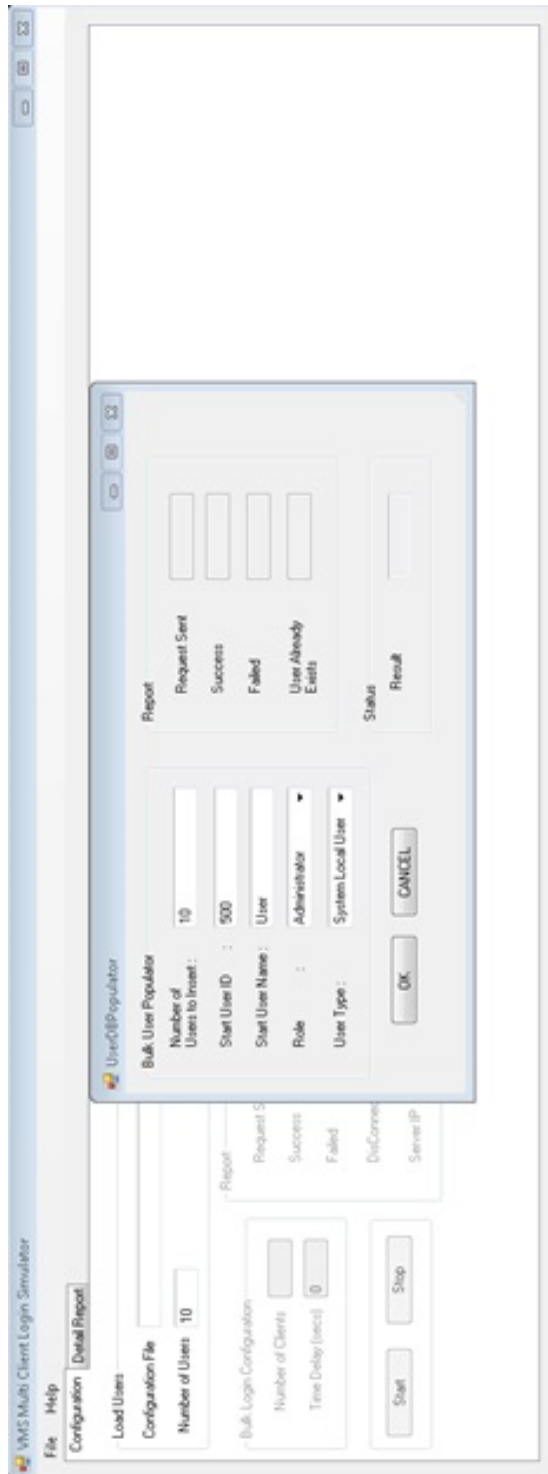 VMS Multi Client Login Simulator
File Help
Configuration Detail Report
Load Users
Configuration File
Number of Users 10
Bulk Login Configuration
Number of Clients
Time Delay (secs) 0
Start Stop
Report
Request S
Success
Failed
DisConnec
Server IP
UserDBPopulator
Bulk User Populator
Number of
Users to Insert : 10
Start User ID : 500
Start User Name : User
Role : Administrator
User Type : System Local User
OK CANCEL
Report
Request Sent
Success
Failed
User Already
Exists
Status
Result